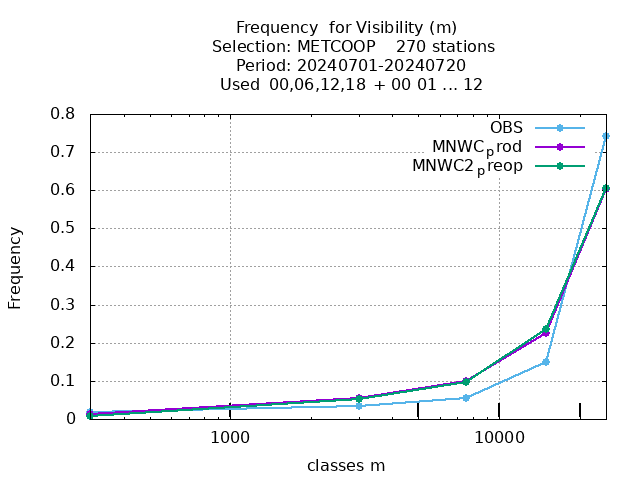 Frequency  for Visibility (m)
Selection: METCOOP    270 stations
Period: 20240701-20240720
Used  00,06,12,18  + 00 01 ... 12
OBS
MNWCprod
MNWC2preop
Frequency
0.8
0.7
0.6
0.5
0.4
0.3
0.2
0.1
0
1000
10000
classes m